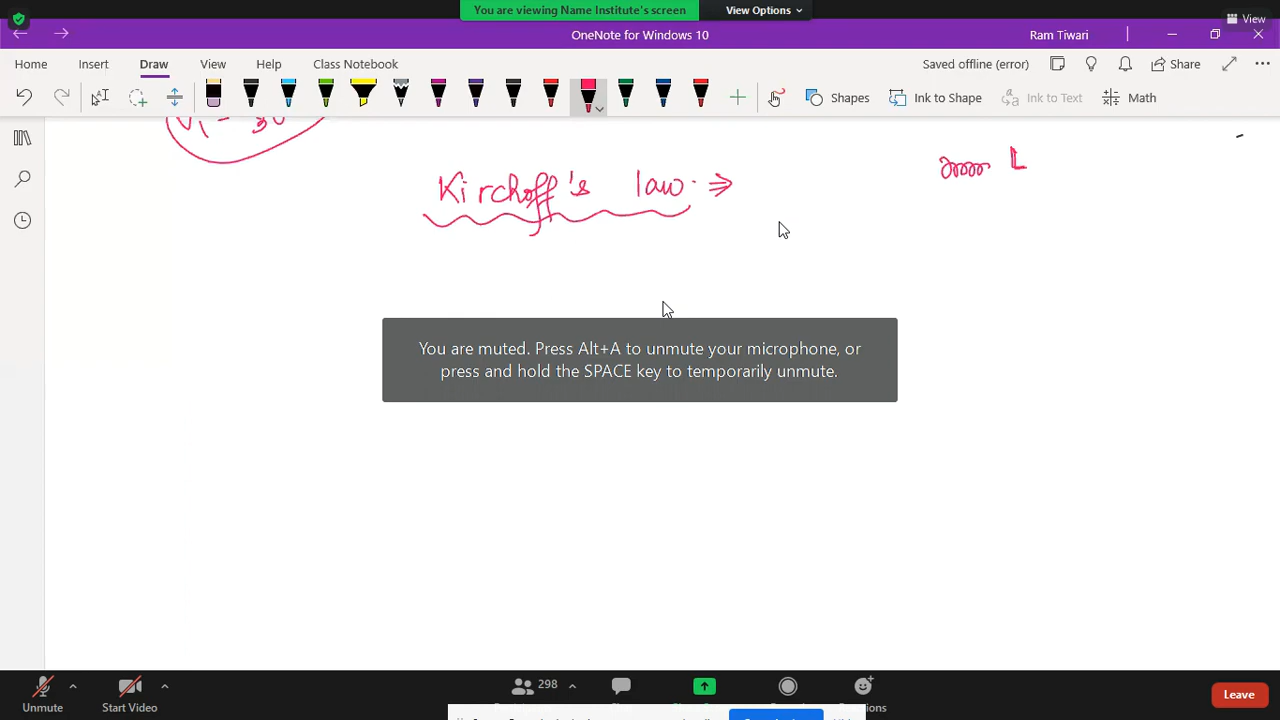 You are viewing Name Institute's screen
View Options
View
OneNote for Windows 10
Ram Tiwari
Home
Insert
Draw
View
Help
Class Notebook
Saved offline (error)
Share
Shapes
Ink to Shape
Ink to Text
Math
Kirchoff's law ⇒
L
You are muted. Press Alt+A to unmute your microphone, or
press and hold the SPACE key to temporarily unmute.
298
Unmute
Start Video
Leave